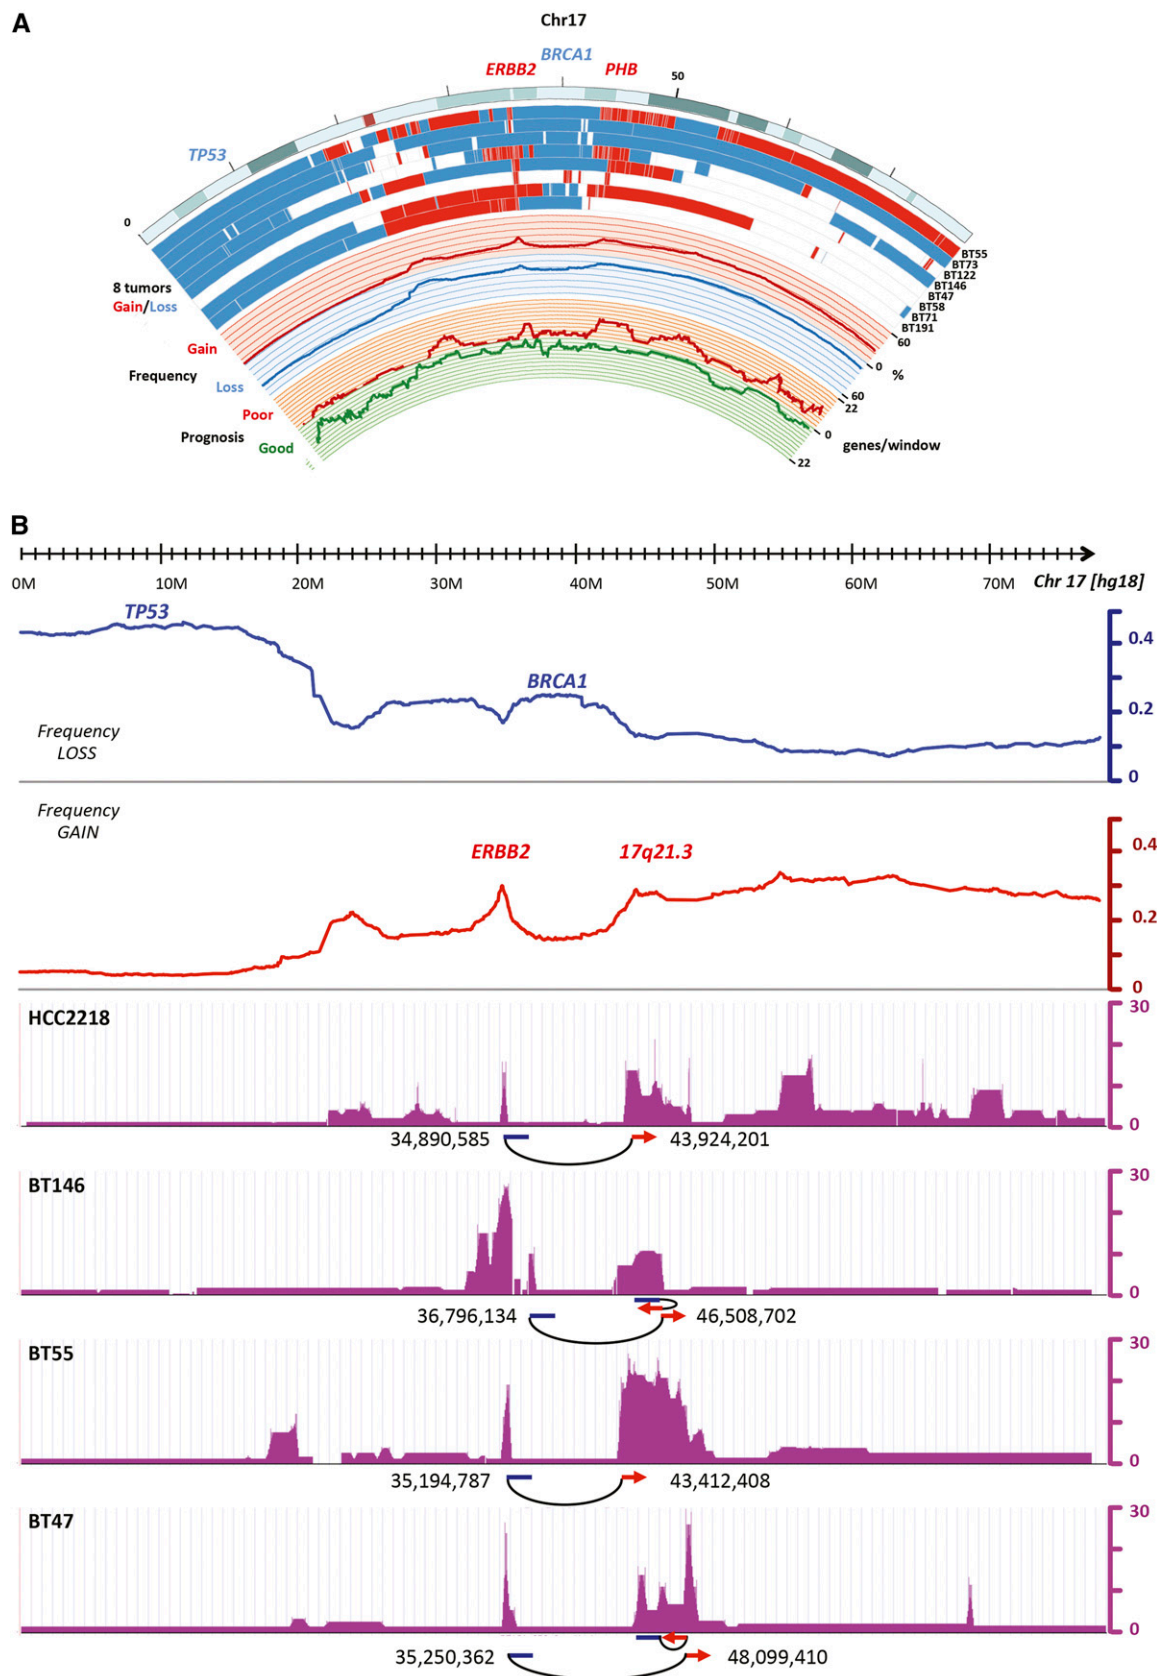 A
Chr17
BRCA1
ERBB2
PHB
50
TP53
0
BT55
BT73
BT122
BT146
BT47
BT58
BT71
BT191
8 tumors
Gain/Loss
Gain
60
Frequency
0
%
Loss
60
22
Poor
Prognosis
0
genes/window
Good
22
B
0M 10M 20M 30M 40M 50M 60M 70M Chr 17 [hg18]
TP53
0.4
BRCA1
0.2
Frequency
LOSS
0
Frequency
GAIN
0.4
ERBB2 17q21.3
0.2
0
HCC2218
30
0
34,890,585 43,924,201
BT146
30
0
36,796,134 46,508,702
BT55
30
0
35,194,787 43,412,408
BT47
30
0
35,250,362 48,099,410